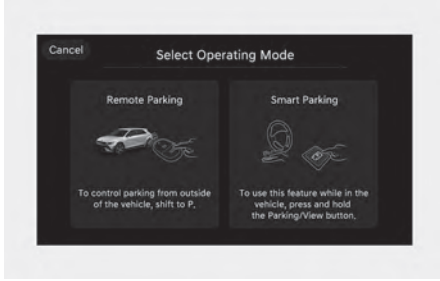 Cancel
Select Operating Mode
Remote Parking
To control parking from outside
of the vehicle, shift to P.
Smart Parking
To use this feature while in the
vehicle, press and hold
the Parking/View button.